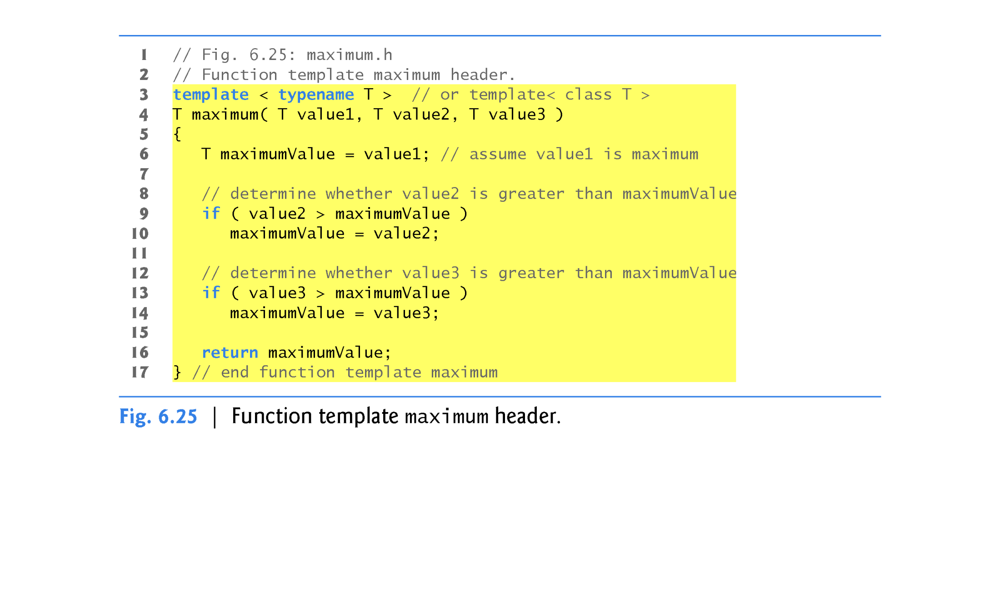 1 // Fig. 6.25: maximum.h
2 // Function template maximum header.
3 template < typename T >  // or template< class T >
4 T maximum( T value1, T value2, T value3 )
5 {
6    T maximumValue = value1; // assume value1 is maximum
7
8    // determine whether value2 is greater than maximumValue
9    if ( value2 > maximumValue )
10       maximumValue = value2;
11
12    // determine whether value3 is greater than maximumValue
13    if ( value3 > maximumValue )
14       maximumValue = value3;
15
16    return maximumValue;
17 } // end function template maximum
Fig. 6.25 | Function template maximum header.